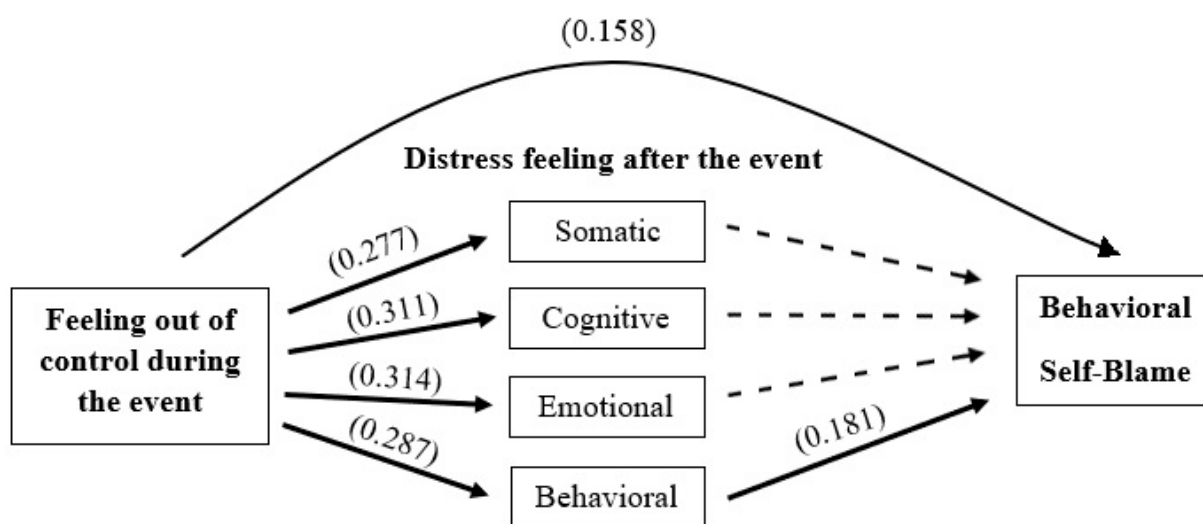 (0.158)
Distress feeling after the event
(0.277)
Somatic
(0.311)
Cognitive
Feeling out of
control during
the event
(0.314)
Emotional
(0.287)
Behavioral
(0.181)
Behavioral
Self-Blame